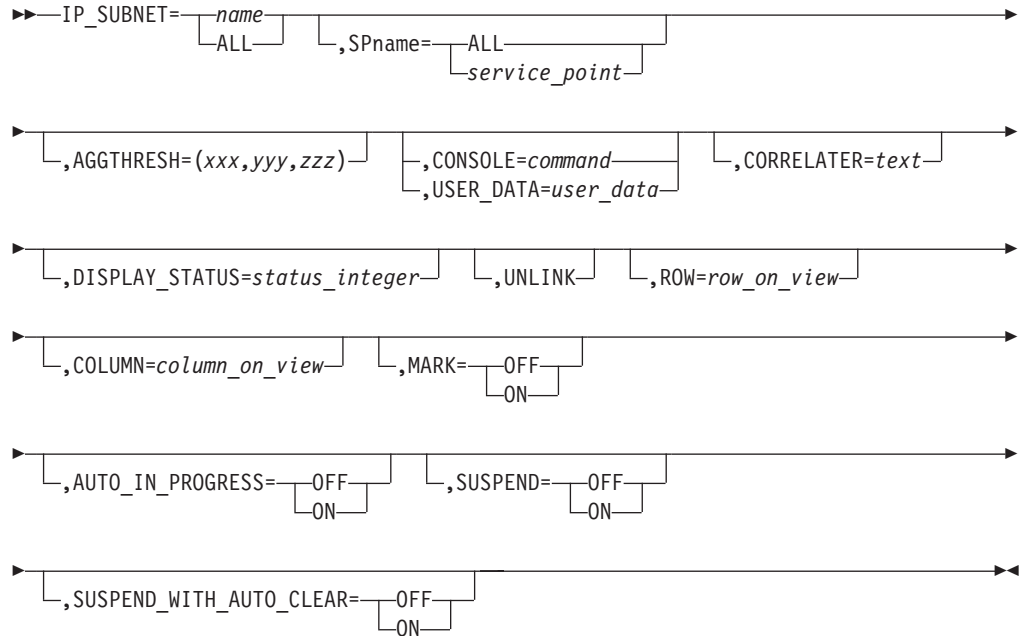 IP_SUBNET= name
ALL
,SPname= ALL
service_point
,AGGTHRESH=(xxx,yyy,zzz)
,CONSOLE=command
,USER_DATA=user_data
,CORRELATER=text
,DISPLAY_STATUS=status_integer
,UNLINK
,ROW=row_on_view
,COLUMN=column_on_view
,MARK= OFF
ON
,AUTO_IN_PROGRESS= OFF
ON
,SUSPEND= OFF
ON
,SUSPEND_WITH_AUTO_CLEAR= OFF
ON